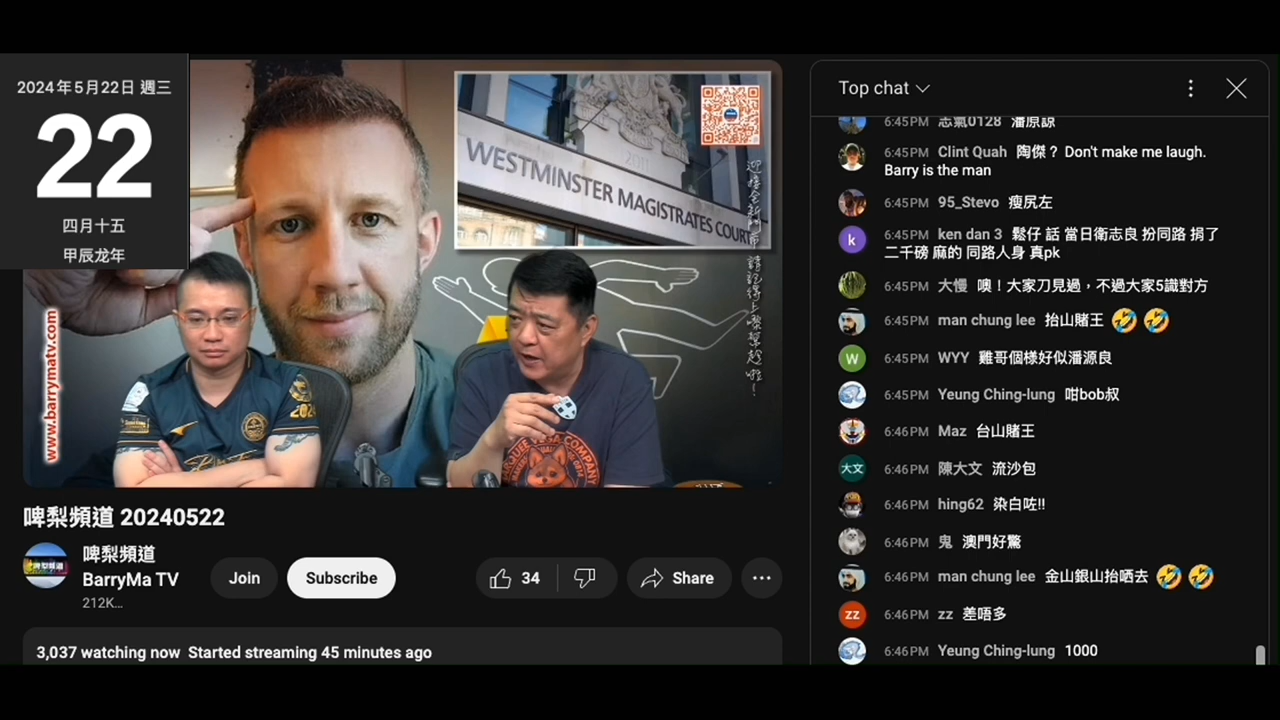 2024年5月22日 週三
22
四月十五
甲辰龙年
WESTMINSTER MAGISTRATES COURT
2011
www.barrymatv.com
啤梨頻道 20240522
啤梨頻道
BarryMa TV
212K...
Join
Subscribe
34
Share
3,037 watching now Started streaming 45 minutes ago
Top chat
6:45PM 志氣0128 潘原諒
6:45PM Clint Quah 陶傑？ Don't make me laugh.
Barry is the man
6:45PM 95_Stevo 瘦尻左
6:45PM ken dan 3 鬆仔 話 當日衛志良 扮同路 捐了
二千磅 麻的 同路人身 真pk
6:45PM 大慢 噢！大家刀見過，不過大家5識對方
6:45PM man chung lee 抬山賭王 🤣 🤣
6:45PM WYY 雞哥個樣好似潘源良
6:45PM Yeung Ching-lung 咁bob叔
6:46PM Maz 台山賭王
6:46PM 陳大文 流沙包
6:46PM hing62 染白咗!!
6:46PM 鬼 澳門好驚
6:46PM man chung lee 金山銀山抬晒去 🤣 🤣
6:46PM zz 差唔多
6:46PM Yeung Ching-lung 1000